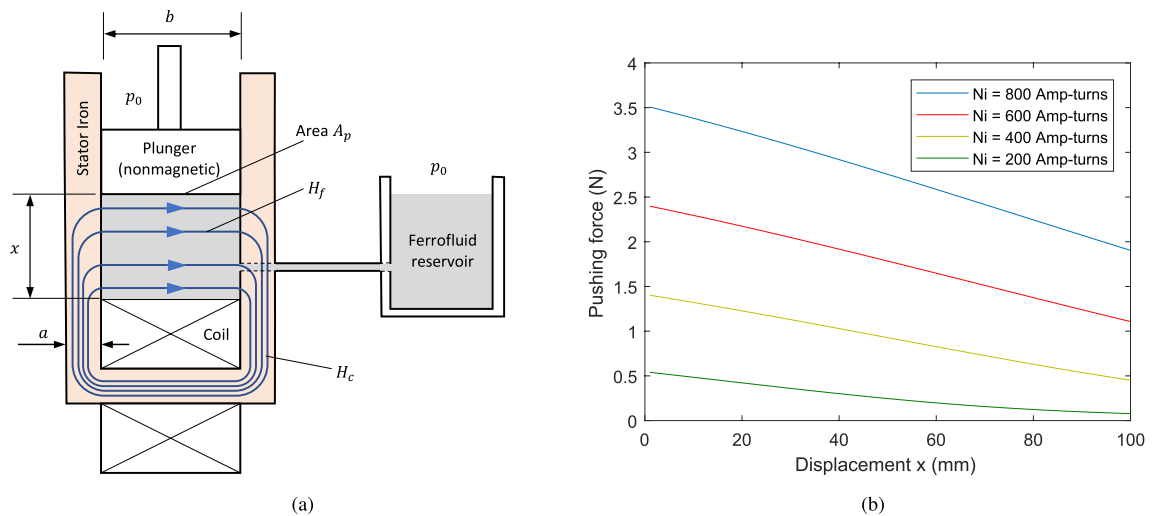 b
p₀
Stator Iron
Plunger
(nonmagnetic)
Area Aₚ
H_f
x
p₀
Ferrofluid
reservoir
a
Coil
H_c
(a)
4
3.5
3
2.5
2
1.5
1
0.5
0
Pushing force (N)
Ni = 800 Amp-turns
Ni = 600 Amp-turns
Ni = 400 Amp-turns
Ni = 200 Amp-turns
0 20 40 60 80 100
Displacement x (mm)
(b)